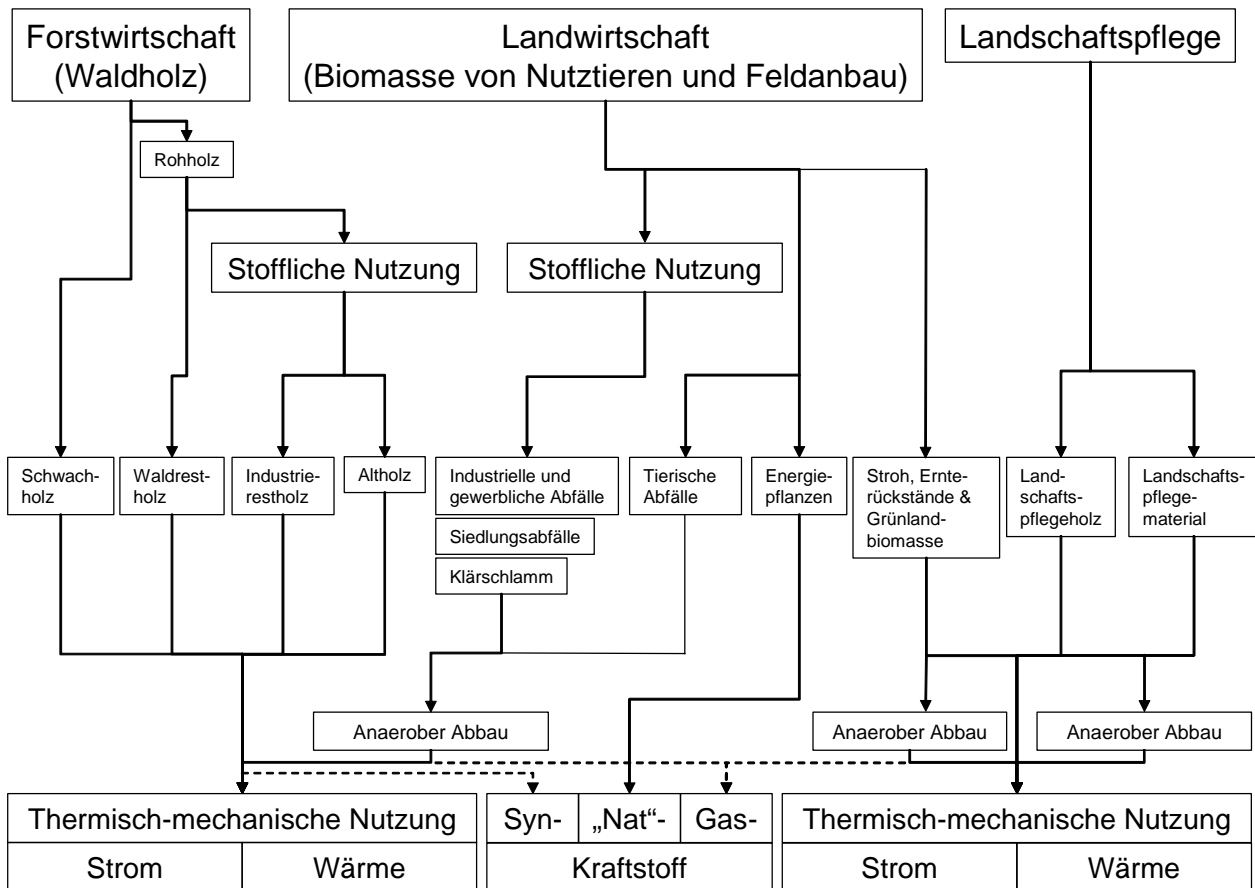 Forstwirtschaft
(Waldholz)
Landwirtschaft
(Biomasse von Nutztieren und Feldanbau)
Landschaftspflege
Rohholz
Stoffliche Nutzung
Stoffliche Nutzung
Schwach-
holz
Waldrest-
holz
Industrie-
restholz
Altholz
Industrielle und
gewerbliche Abfälle
Siedlungsabfälle
Klärschlamm
Tierische
Abfälle
Energie-
pflanzen
Stroh, Ernte-
rückstände &
Grünland-
biomasse
Land-
schafts-
pflegeholz
Landschafts-
pflege-
material
Anaerober Abbau
Anaerober Abbau
Anaerober Abbau
Thermisch-mechanische Nutzung
Strom
Wärme
Syn-
„Nat“-
Gas-
Kraftstoff
Thermisch-mechanische Nutzung
Strom
Wärme